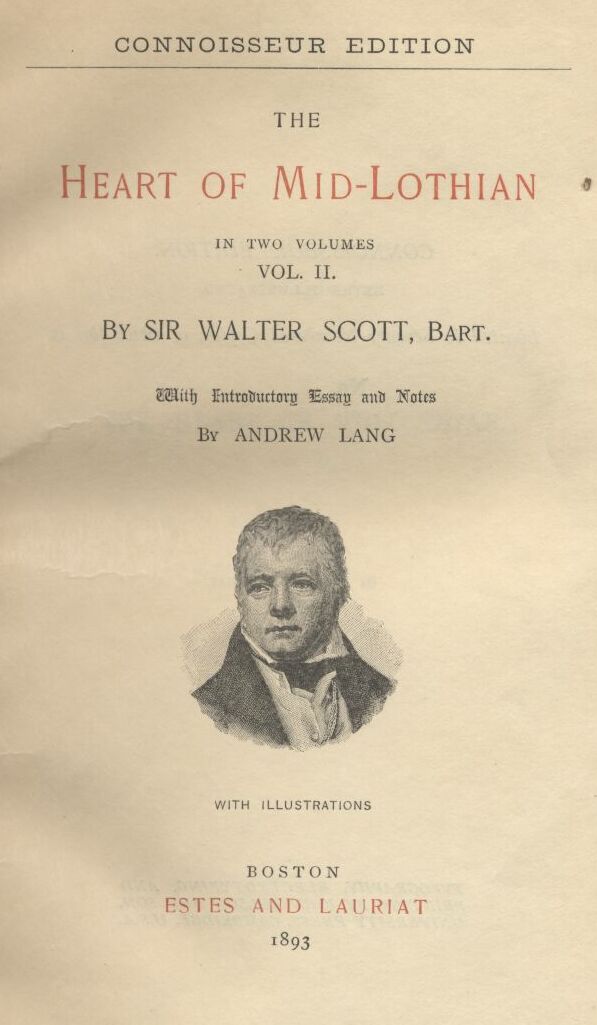 CONNOISSEUR EDITION
THE
HEART OF MID-LOTHIAN
IN TWO VOLUMES
VOL. II.
BY SIR WALTER SCOTT, BART.
With Introductory Essay and Notes
BY ANDREW LANG
WITH ILLUSTRATIONS
BOSTON
ESTES AND LAURIAT
1893